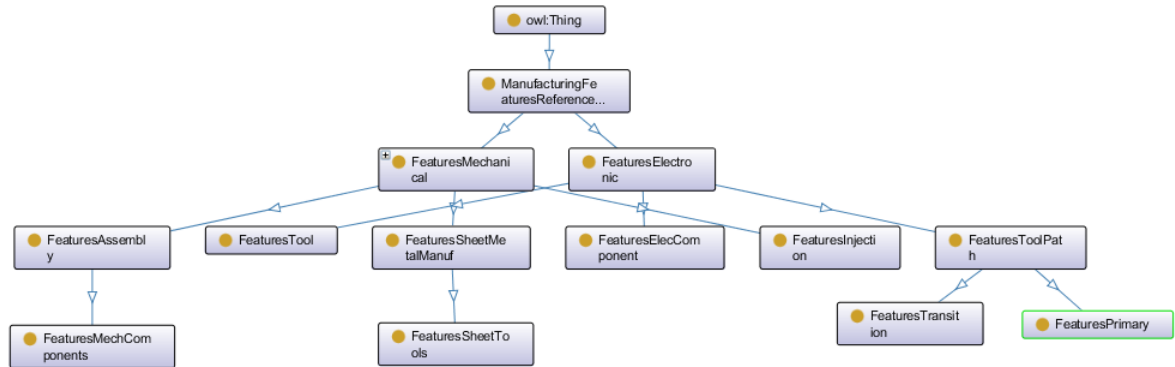 owl:Thing
ManufacturingFe
aturesReference...
FeaturesMechani
cal
FeaturesElectro
nic
FeaturesAssembl
y
FeaturesTool
FeaturesSheetMe
talManuf
FeaturesElecCom
ponent
FeaturesInjecti
on
FeaturesToolPat
h
FeaturesMechCom
ponents
FeaturesSheetTo
ols
FeaturesTransit
ion
FeaturesPrimary